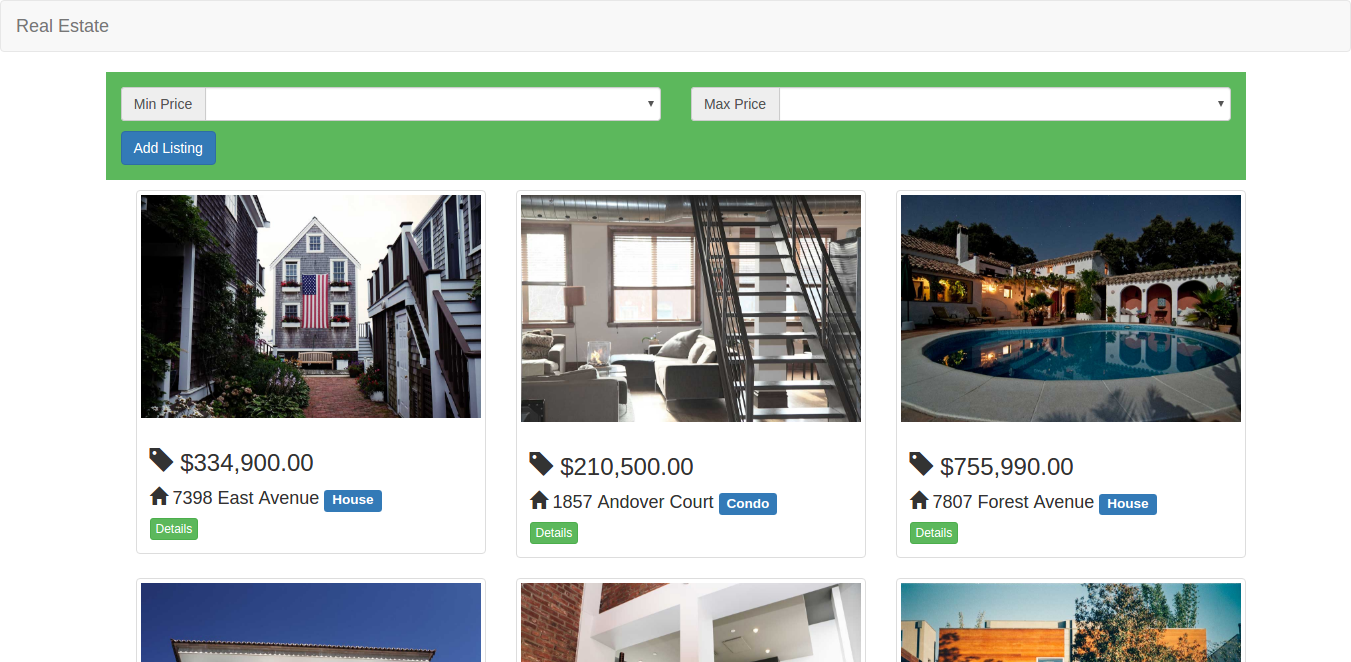 Real Estate
Min Price
Max Price
Add Listing
$334,900.00
7398 East Avenue House
Details
$210,500.00
1857 Andover Court Condo
Details
$755,990.00
7807 Forest Avenue House
Details